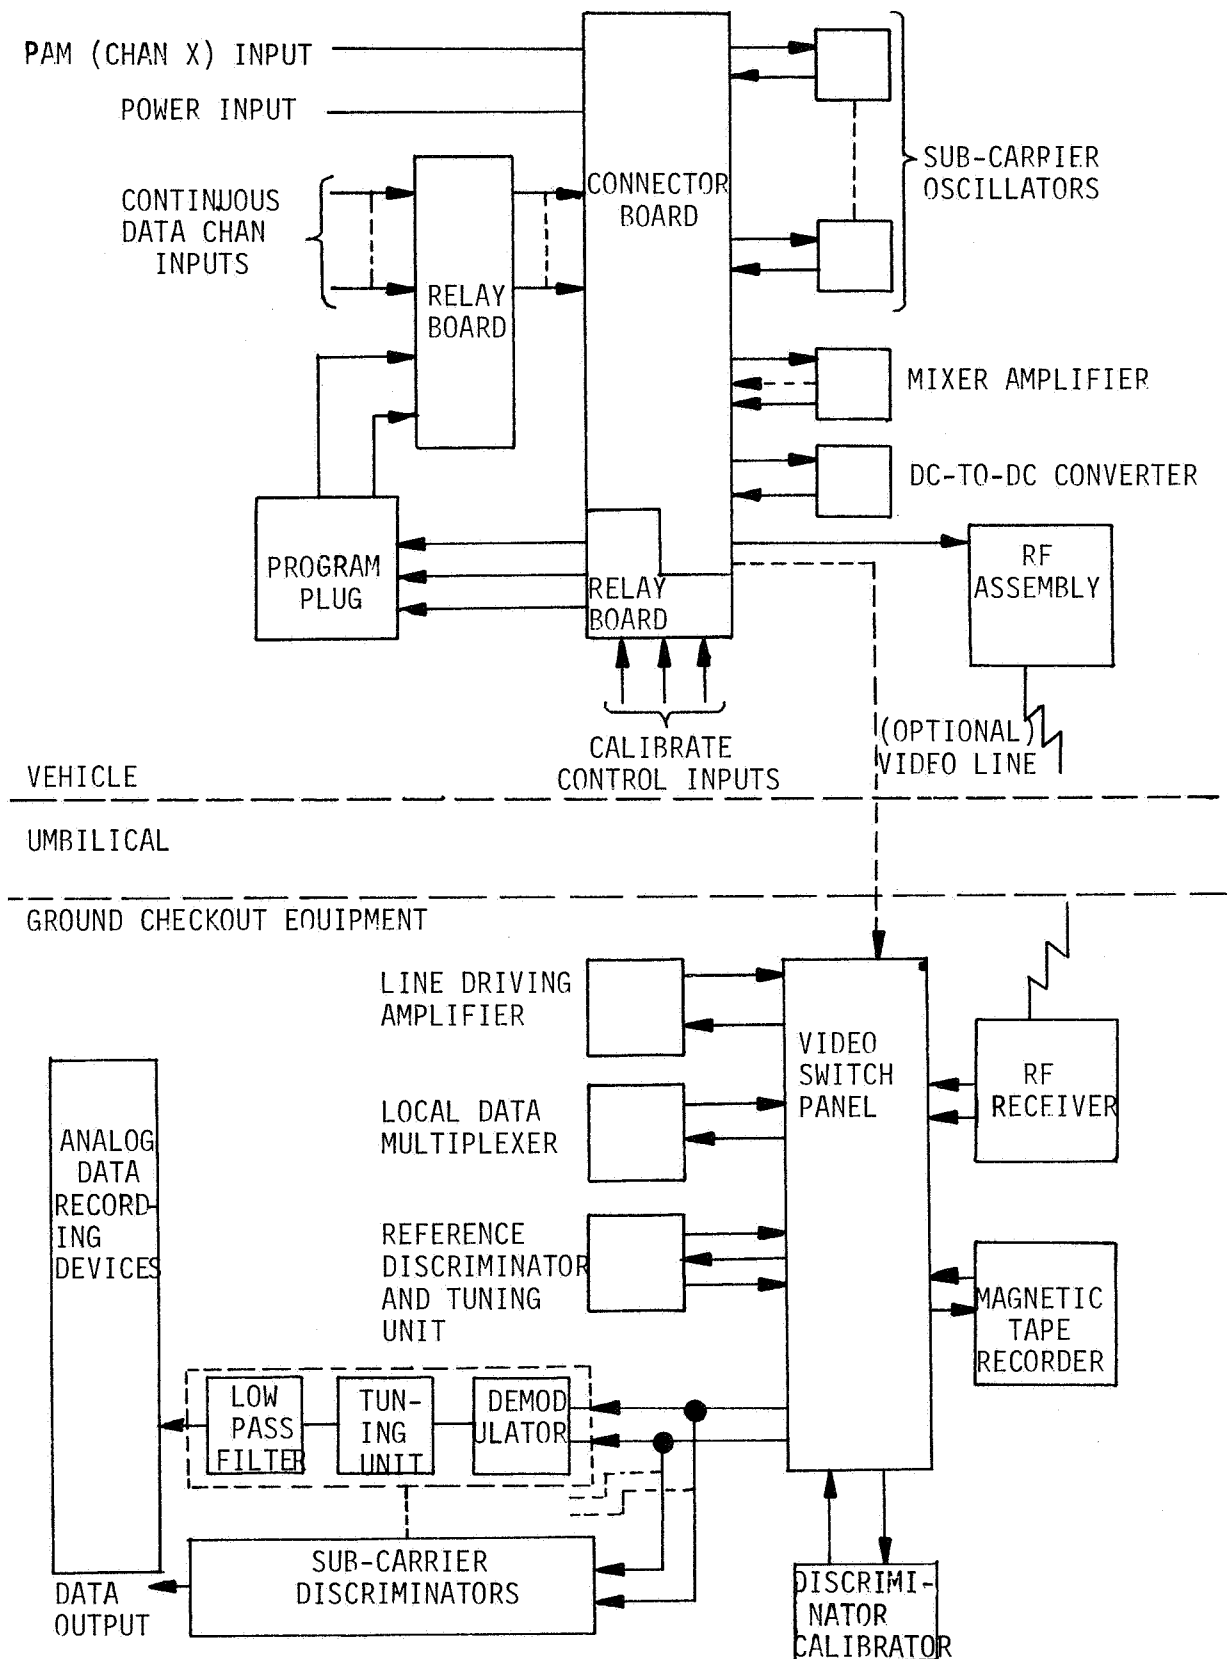 PAM (CHAN X) INPUT
POWER INPUT
CONTINUOUS
DATA CHAN
INPUTS
RELAY
BOARD
CONNECTOR
BOARD
SUB-CARRIER
OSCILLATORS
MIXER AMPLIFIER
DC-TO-DC CONVERTER
PROGRAM
PLUG
RELAY
BOARD
RF
ASSEMBLY
CALIBRATE
CONTROL INPUTS
(OPTIONAL)
VIDEO LINE
VEHICLE
UMBILICAL
GROUND CHECKOUT EQUIPMENT
LINE DRIVING
AMPLIFIER
VIDEO
SWITCH
PANEL
RF
RECEIVER
LOCAL DATA
MULTIPLEXER
ANALOG
DATA
RECORD-
ING
DEVICES
REFERENCE
DISCRIMINATOR
AND TUNING
UNIT
MAGNETIC
TAPE
RECORDER
LOW
PASS
FILTER
TUN-
ING
UNIT
DEMOD
ULATOR
SUB-CARRIER
DISCRIMINATORS
DATA
OUTPUT
DISCRIMI-
NATOR
CALIBRATOR